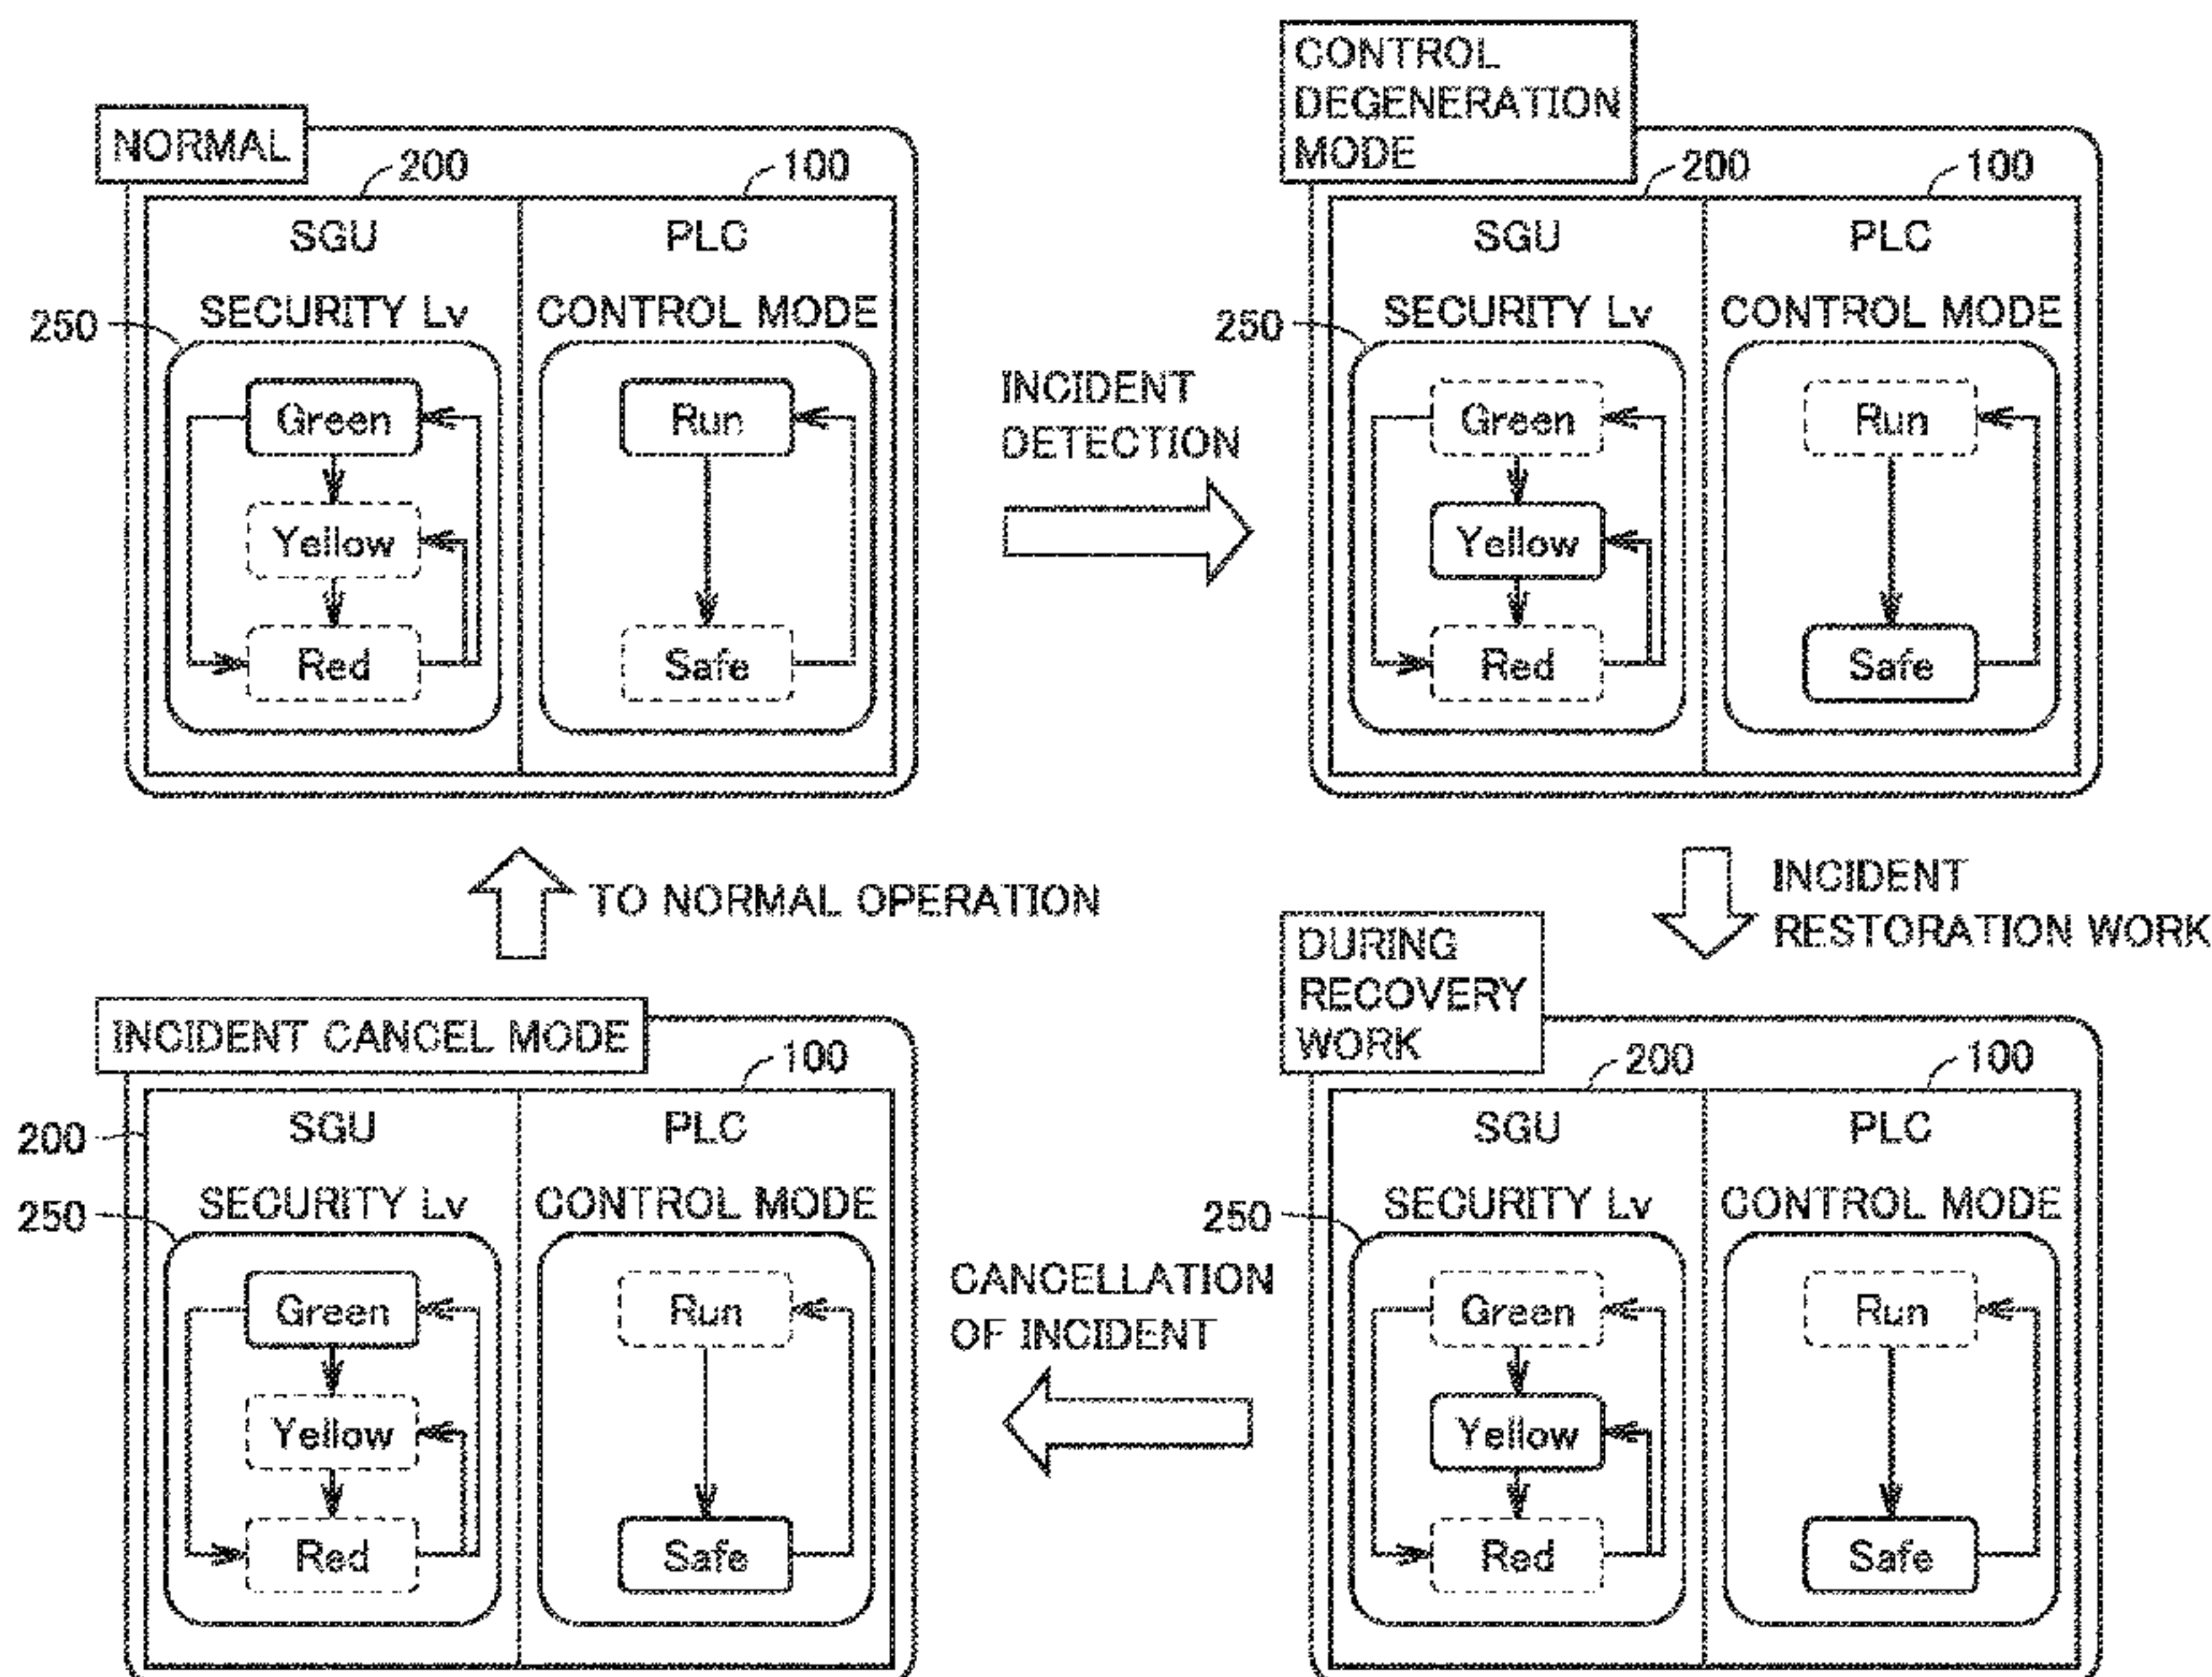 NORMAL
200
100
SGU
PLC
SECURITY Lv
CONTROL MODE
250
Green
Yellow
Red
Run
Safe
INCIDENT
DETECTION
CONTROL
DEGENERATION
MODE
200
100
SGU
PLC
SECURITY Lv
CONTROL MODE
250
Green
Yellow
Red
Run
Safe
INCIDENT
RESTORATION WORK
DURING
RECOVERY
WORK
200
100
SGU
PLC
SECURITY Lv
CONTROL MODE
250
Green
Yellow
Red
Run
Safe
CANCELLATION
OF INCIDENT
INCIDENT CANCEL MODE
100
200
SGU
PLC
SECURITY Lv
CONTROL MODE
250
Green
Yellow
Red
Run
Safe
TO NORMAL OPERATION